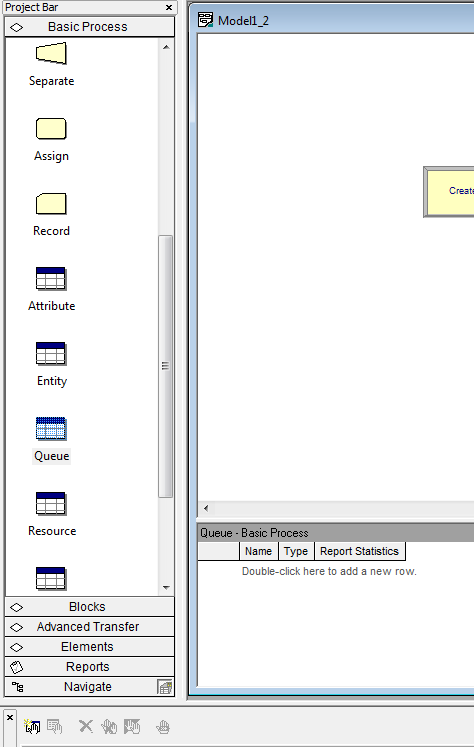 Project Bar
Basic Process
Separate
Assign
Record
Attribute
Entity
Queue
Resource
Blocks
Advanced Transfer
Elements
Reports
Navigate
Model1_2
Create
Queue - Basic Process
Name Type Report Statistics
Double-click here to add a new row.